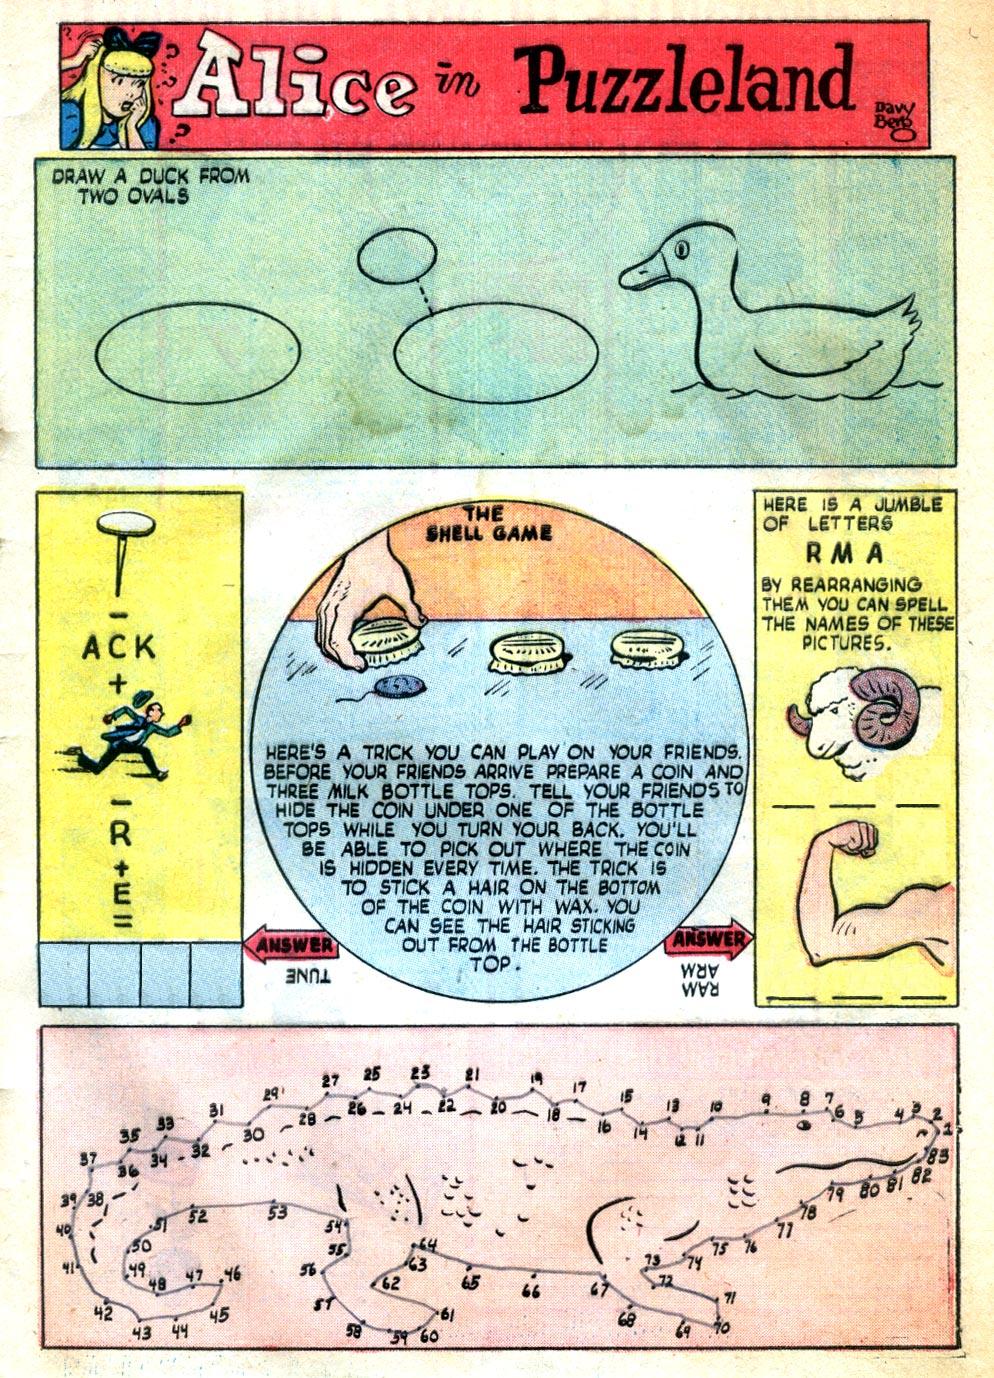 Alice in Puzzleland
Davy
Berg
DRAW A DUCK FROM
TWO OVALS
–
ACK
+
–
R
+
E
=
ANSWER
TUNE
THE
SHELL GAME
HERE'S A TRICK YOU CAN PLAY ON YOUR FRIENDS.
BEFORE YOUR FRIENDS ARRIVE PREPARE A COIN AND
THREE MILK BOTTLE TOPS. TELL YOUR FRIENDS TO
HIDE THE COIN UNDER ONE OF THE BOTTLE
TOPS WHILE YOU TURN YOUR BACK. YOU'LL
BE ABLE TO PICK OUT WHERE THE COIN
IS HIDDEN EVERY TIME. THE TRICK IS
TO STICK A HAIR ON THE BOTTOM
OF THE COIN WITH WAX. YOU
CAN SEE THE HAIR STICKING
OUT FROM THE BOTTLE
TOP.
HERE IS A JUMBLE
OF LETTERS
R M A
BY REARRANGING
THEM YOU CAN SPELL
THE NAMES OF THESE
PICTURES.
ANSWER
RAM
ARM
1 2 3 4 5 6 7 8 9 10 11 12 13 14 15 16 17 18 19 20 21 22 23 24 25 26 27 28 29 30 31 32 33 34 35 36 37 38 39 40 41 42 43 44 45 46 47 48 49 50 51 52 53 54 55 56 57 58 59 60 61 62 63 64 65 66 67 68 69 70 71 72 73 74 75 76 77 78 79 80 81 82 83